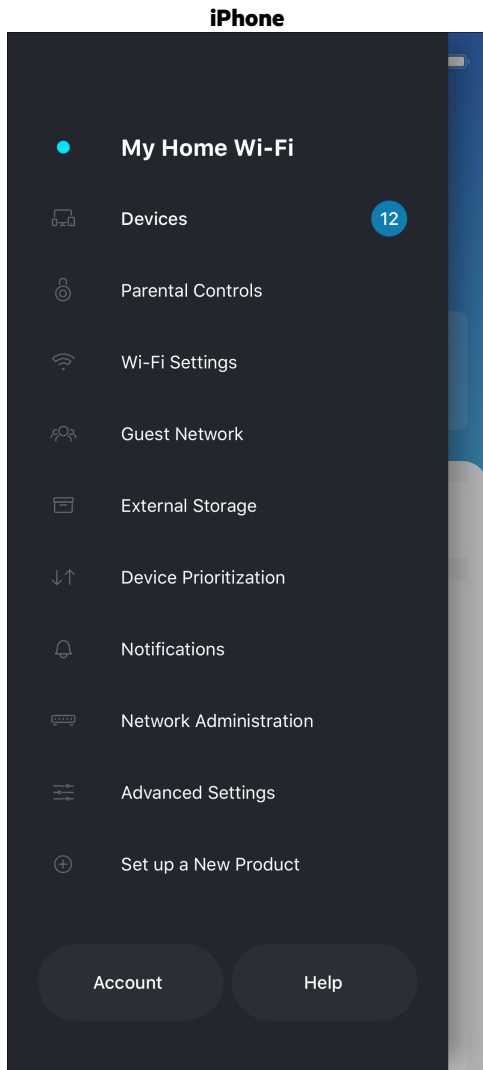 iPhone
My Home Wi-Fi
Devices 12
Parental Controls
Wi-Fi Settings
Guest Network
External Storage
Device Prioritization
Notifications
Network Administration
Advanced Settings
Set up a New Product
Account Help